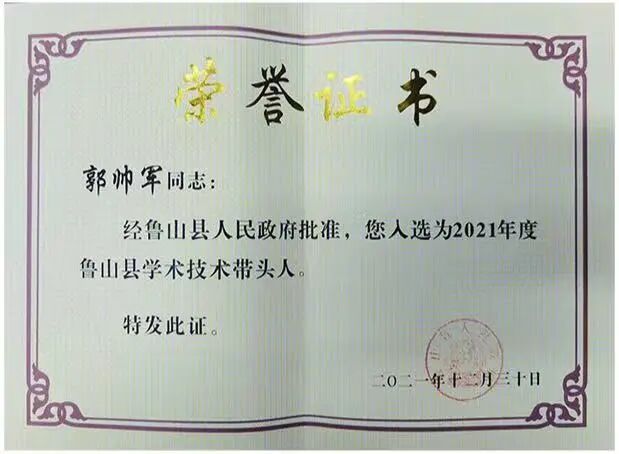 荣誉证书
郭帅军同志：
经鲁山县人民政府批准，您入选为2021年度
鲁山县学术技术带头人。
特发此证。
二〇二一年十二月三十日